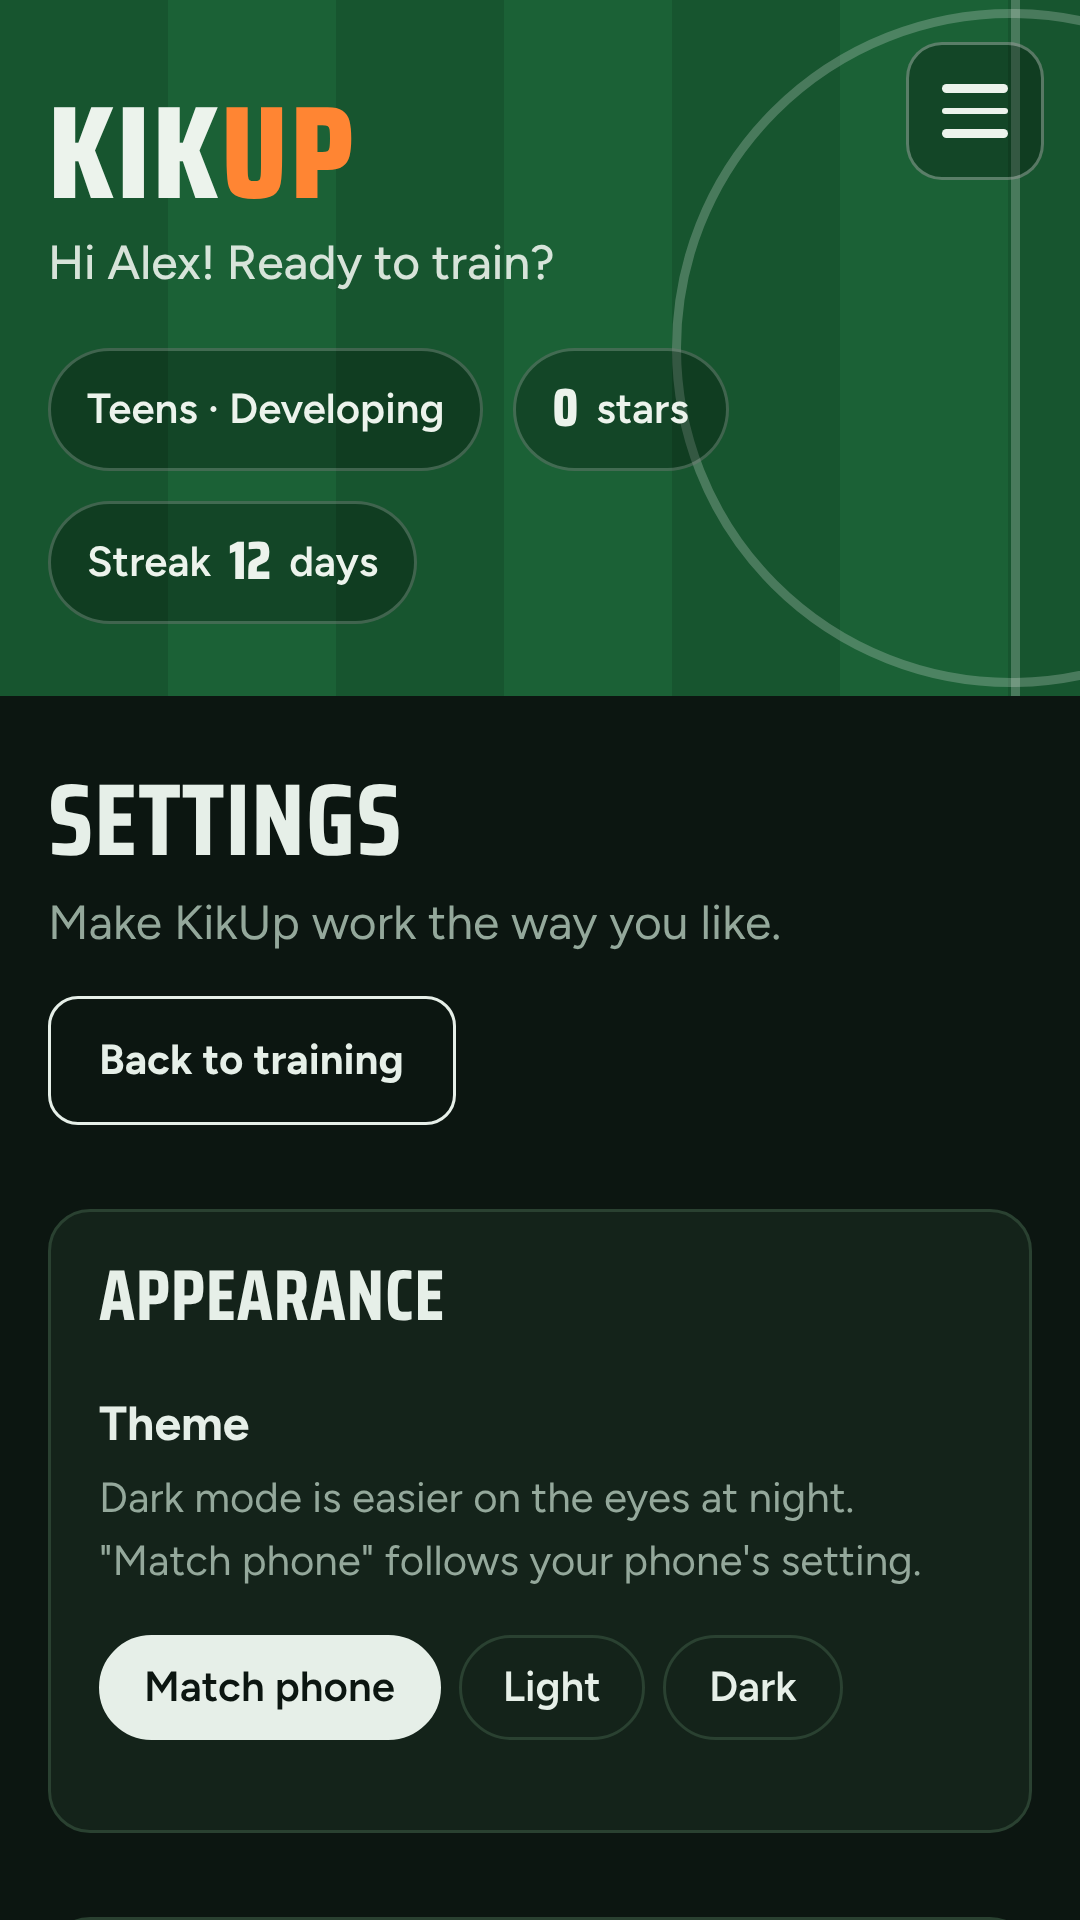 KIKUP
Hi Alex! Ready to train?
Teens · Developing
0 stars
Streak 12 days
SETTINGS
Make KikUp work the way you like.
Back to training
APPEARANCE
Theme
Dark mode is easier on the eyes at night.
"Match phone" follows your phone's setting.
Match phone
Light
Dark